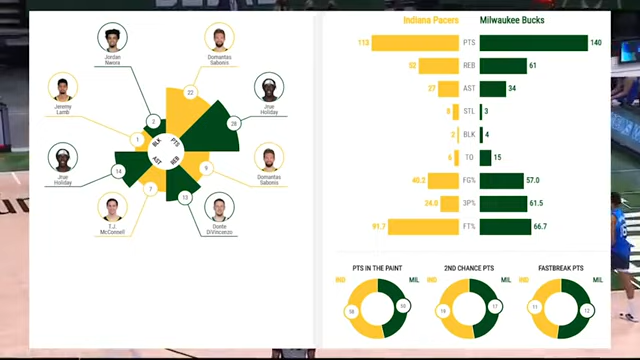 Jordan
Nwora
Domantas
Sabonis
Jeremy
Lamb
Jrue
Holiday
22
28
2
1
BLK
PTS
AST
REB
14
7
13
9
Jrue
Holiday
Domantas
Sabonis
T.J.
McConnell
Donte
DiVincenzo
Indiana Pacers Milwaukee Bucks
113 PTS 140
52 REB 61
27 AST 34
8 STL 3
2 BLK 4
6 TO 15
40.2 FG% 57.0
24.0 3P% 61.5
91.7 FT% 66.7
PTS IN THE PAINT 2ND CHANCE PTS FASTBREAK PTS
IND MIL IND MIL IND MIL
58 50 19 17 11 12